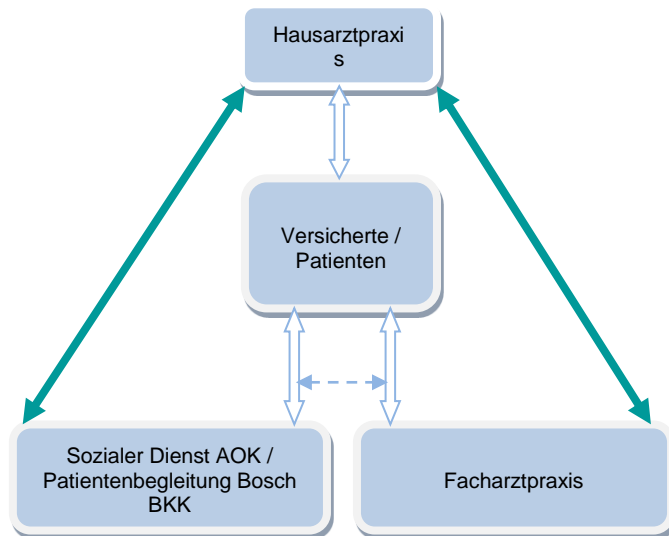 Hausarztpraxi
s
Versicherte /
Patienten
Sozialer Dienst AOK /
Patientenbegleitung Bosch
BKK
Facharztpraxis